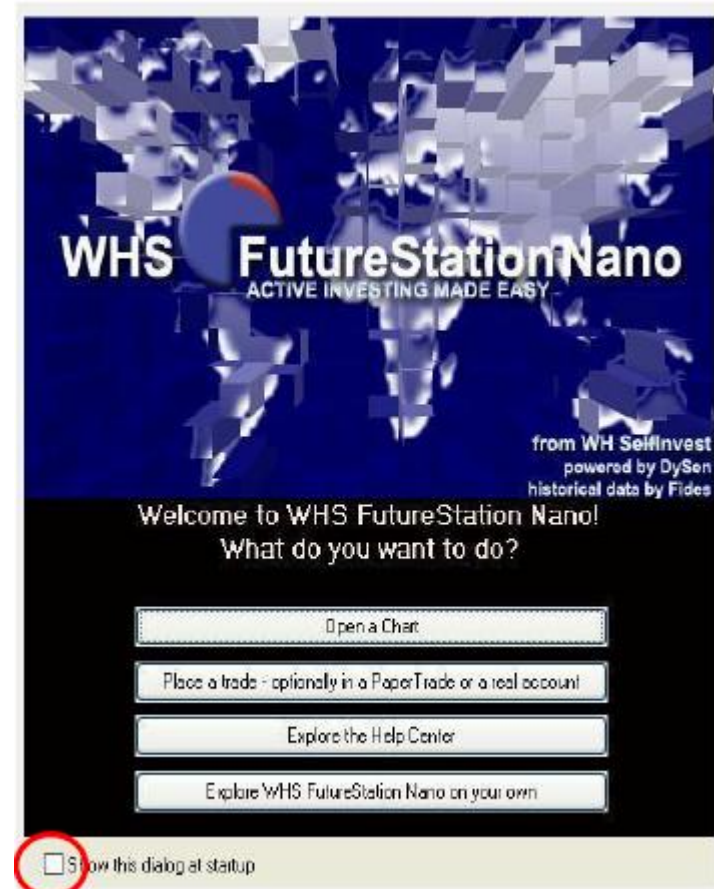 WHS FutureStationNano
ACTIVE INVESTING MADE EASY
from WH SelfInvest
powered by DySen
historical data by Fides
Welcome to WHS FutureStation Nano!
What do you want to do?
Open a Chart
Place a trade - optionally in a PaperTrade or a real account
Explore the Help Center
Explore WHS FutureStation Nano on your own
Show this dialog at startup